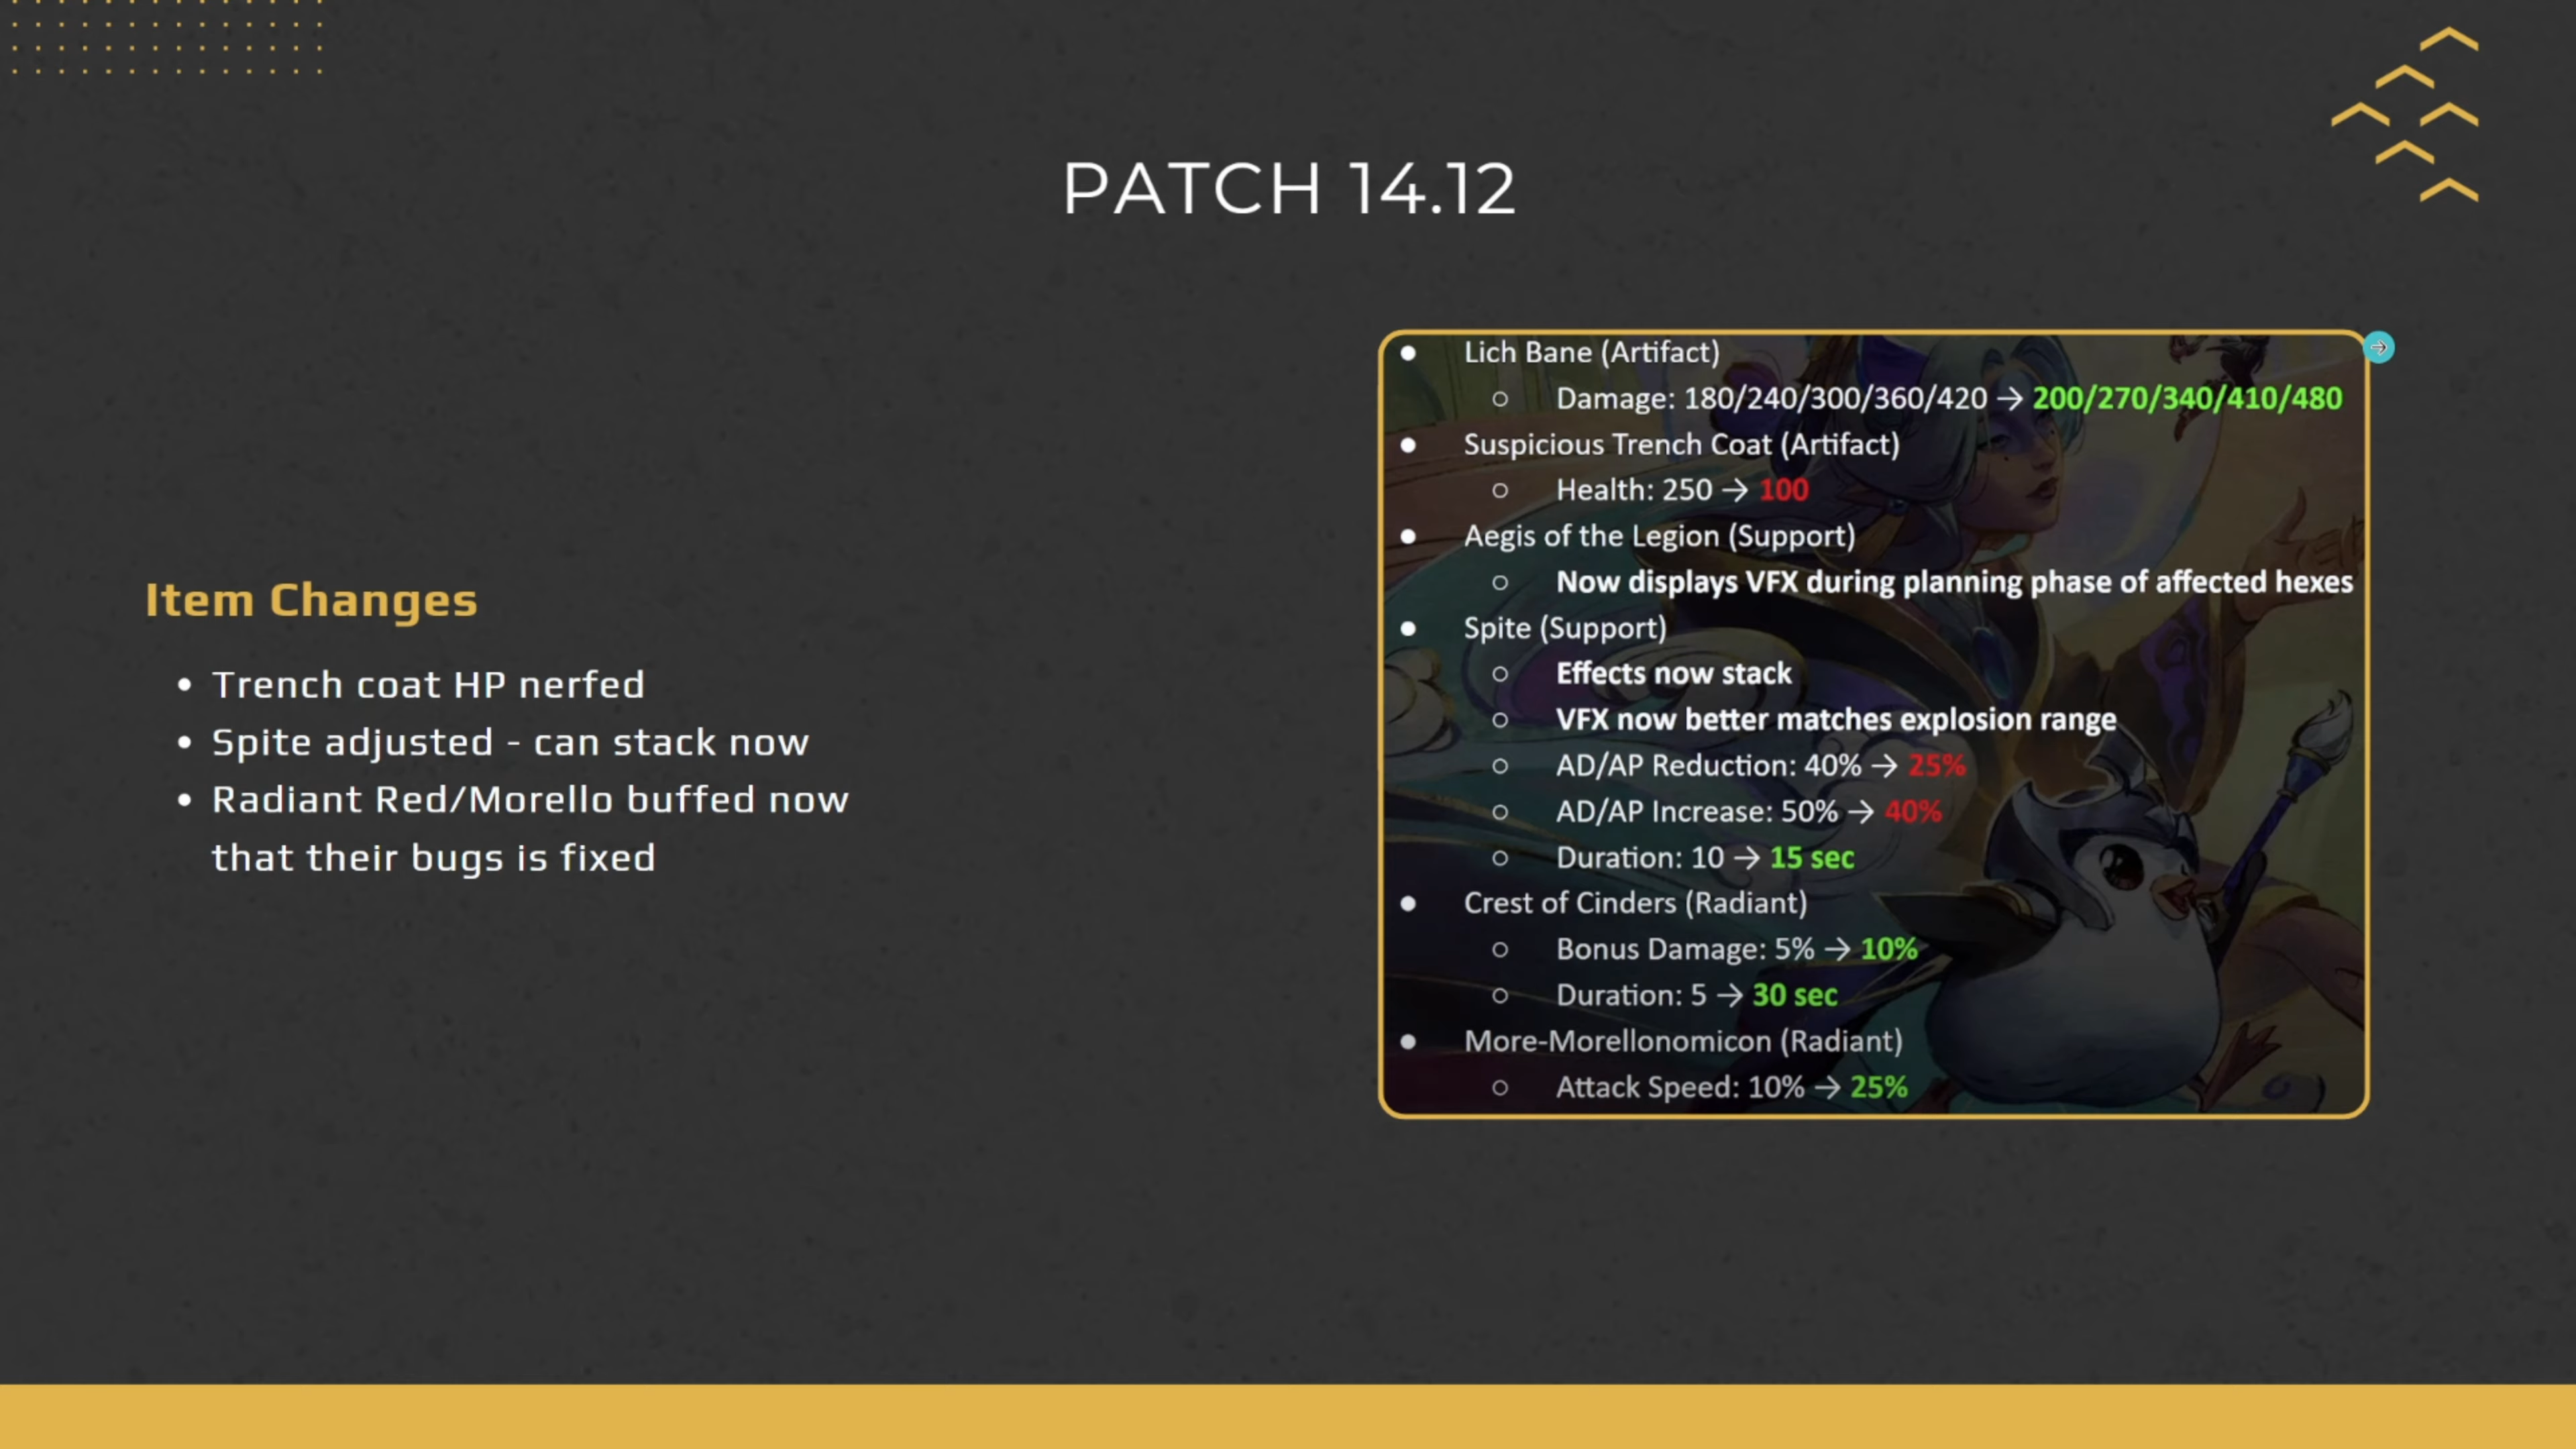 PATCH 14.12
Item Changes
• Trench coat HP nerfed
• Spite adjusted - can stack now
• Radiant Red/Morello buffed now
that their bugs is fixed
• Lich Bane (Artifact)
○ Damage: 180/240/300/360/420 → 200/270/340/410/480
• Suspicious Trench Coat (Artifact)
○ Health: 250 → 100
• Aegis of the Legion (Support)
○ Now displays VFX during planning phase of affected hexes
• Spite (Support)
○ Effects now stack
○ VFX now better matches explosion range
○ AD/AP Reduction: 40% → 25%
○ AD/AP Increase: 50% → 40%
○ Duration: 10 → 15 sec
• Crest of Cinders (Radiant)
○ Bonus Damage: 5% → 10%
○ Duration: 5 → 30 sec
• More-Morellonomicon (Radiant)
○ Attack Speed: 10% → 25%